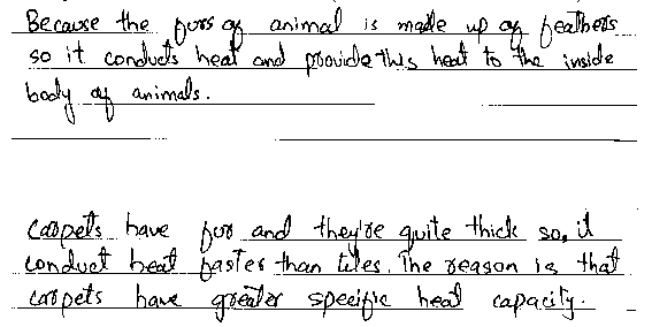 Because the furs of animal is made up of feathers
so it conducts heat and provide this heat to the inside
body of animals.
Carpets have fur and they're quite thick so, it
conduct heat faster than tiles. The reason is that
carpets have greater specific heat capacity.